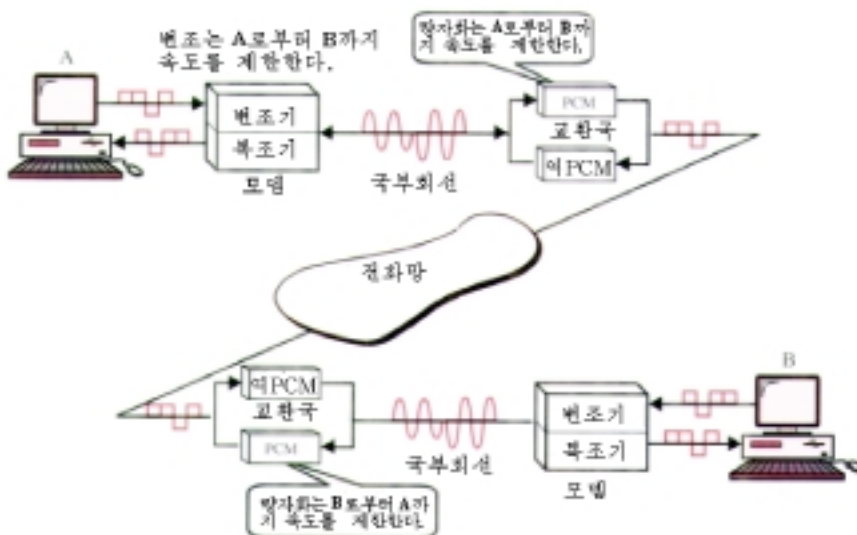 A
변조는 A로부터 B까지
속도를 제한한다.
양자화는 A로부터 B까
지 속도를 제한한다.
변조기
복조기
모뎀
국부회선
PCM
교환국
역PCM
전화망
B
역PCM
교환국
PCM
국부회선
변조기
복조기
모뎀
양자화는 B로부터 A까
지 속도를 제한한다.